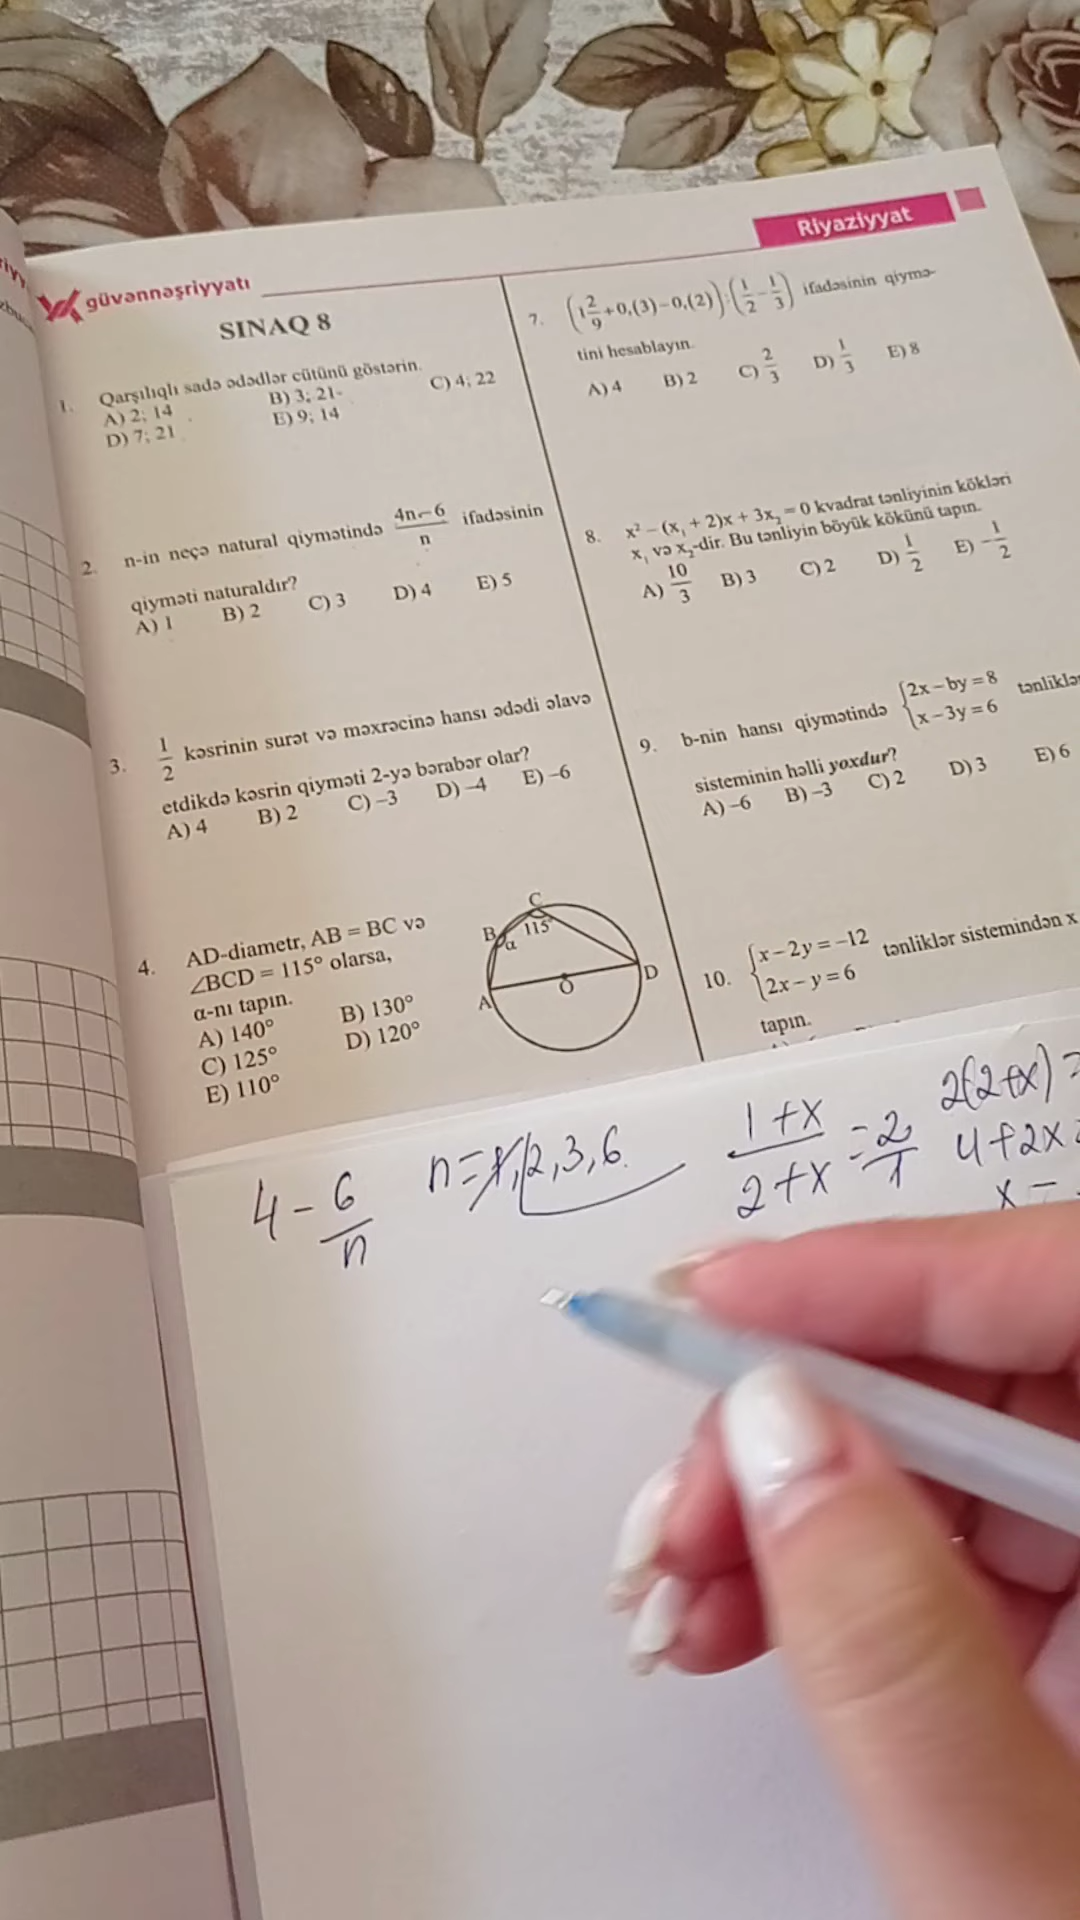 Riyaziyyat
güvənnəşriyyatı
SINAQ 8
1. Qarşılıqlı sadə ədədlər cütünü göstərin.
A) 2; 14 B) 3; 21 C) 4; 22
D) 7; 21 E) 9; 14
2. n-in neçə natural qiymətində (4n-6)/n ifadəsinin
qiyməti naturaldır?
A) 1 B) 2 C) 3 D) 4 E) 5
3. 1/2 kəsrinin surət və məxrəcinə hansı ədədi əlavə
etdikdə kəsrin qiyməti 2-yə bərabər olar?
A) 4 B) 2 C) –3 D) –4 E) –6
4. AD-diametr, AB = BC və
∠BCD = 115° olarsa,
α-nı tapın.
A) 140° B) 130°
C) 125° D) 120°
E) 110°
C
B α 115°
A O D
7. (1 2/9 + 0,(3) – 0,(2)) : (1/2 – 1/3) ifadəsinin qiymə-
tini hesablayın.
A) 4 B) 2 C) 2/3 D) 1/3 E) 8
8. x² – (x₁ + 2)x + 3x₂ = 0 kvadrat tənliyinin kökləri
x₁ və x₂-dir. Bu tənliyin böyük kökünü tapın.
A) 10/3 B) 3 C) 2 D) 1/2 E) –1/2
9. b-nin hansı qiymətində {2x – by = 8
x – 3y = 6 tənliklər
sisteminin həlli yoxdur?
A) –6 B) –3 C) 2 D) 3 E) 6
10. {x – 2y = –12
2x – y = 6 tənliklər sistemindən x
tapın.
4 - 6/n n = 1, 2, 3, 6.
(1+x)/(2+x) = 2/1
2(2+x) =
4+2x =
x =